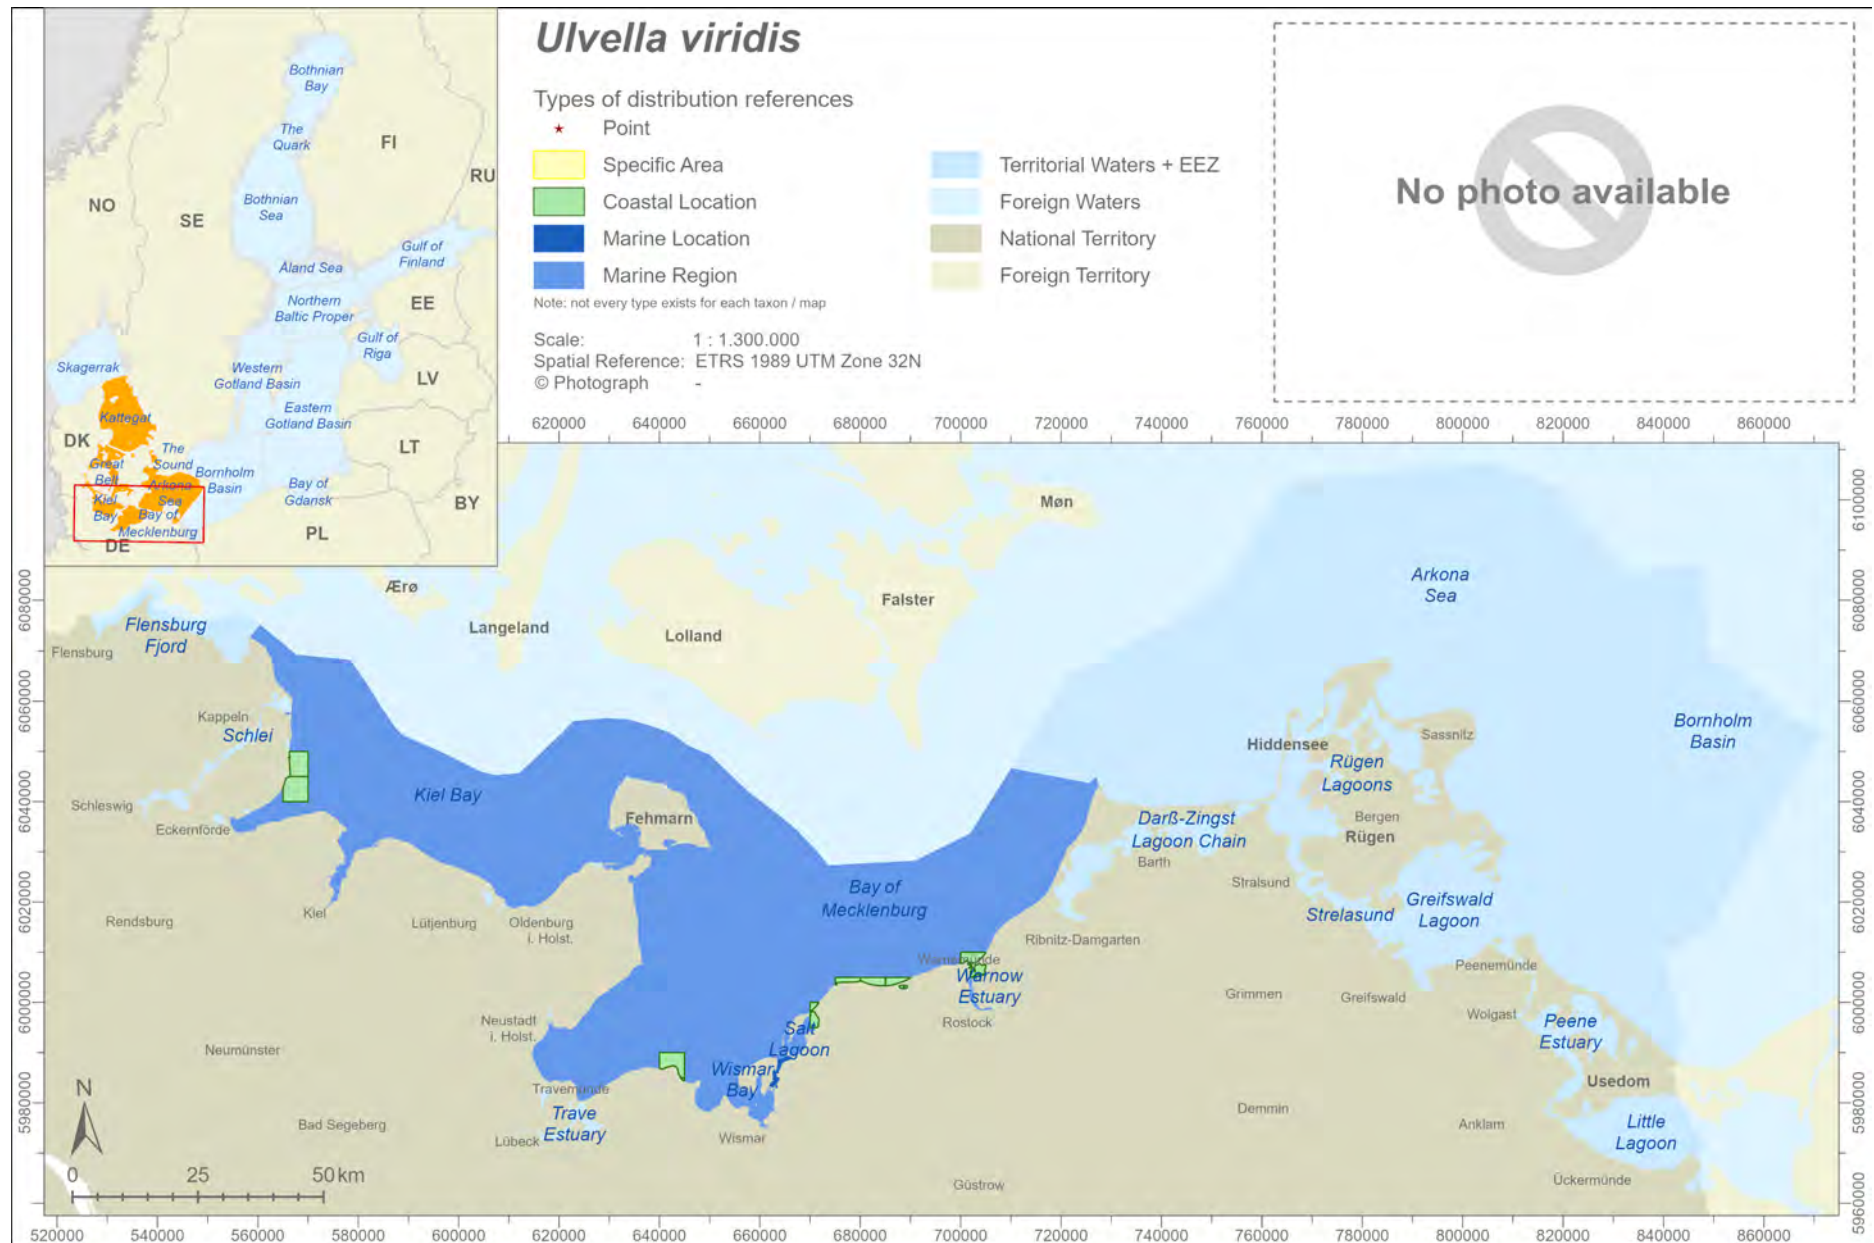 Ulvella viridis
Types of distribution references
Point
Specific Area
Coastal Location
Marine Location
Marine Region
Territorial Waters + EEZ
Foreign Waters
National Territory
Foreign Territory
Note: not every type exists for each taxon / map
Scale: 1 : 1.300.000
Spatial Reference: ETRS 1989 UTM Zone 32N
© Photograph -
No photo available
Bothnian
Bay
The
Quark
FI
RU
NO
SE
Bothnian
Sea
Gulf of
Finland
Åland Sea
Northern
Baltic Proper
EE
Gulf of
Riga
Skagerrak
Western
Gotland Basin
LV
Kattegat
Eastern
Gotland Basin
DK
The
Sound
LT
Great
Belt
Arkona
Sea
Bornholm
Basin
Bay of
Gdansk
Kiel
Bay
Bay of
Mecklenburg
BY
PL
DE
620000 640000 660000 680000 700000 720000 740000 760000 780000 800000 820000 840000 860000
6100000
6080000
6060000
6040000
6020000
6000000
5980000
5960000
6080000
6060000
6040000
6020000
6000000
5980000
Møn
Ærø
Langeland
Lolland
Falster
Arkona
Sea
Flensburg
Fjord
Flensburg
Kappeln
Schlei
Schleswig
Eckernförde
Kiel Bay
Fehmarn
Hiddensee
Sassnitz
Rügen
Lagoons
Bergen
Rügen
Bornholm
Basin
Darß-Zingst
Lagoon Chain
Barth
Stralsund
Strelasund
Greifswald
Lagoon
Rendsburg
Kiel
Lütjenburg
Oldenburg
i. Holst.
Bay of
Mecklenburg
Ribnitz-Damgarten
Warnemünde
Warnow
Estuary
Rostock
Peenemünde
Grimmen
Greifswald
Wolgast
Peene
Estuary
Usedom
Neumünster
Neustadt
i. Holst.
Salt
Lagoon
Wismar
Bay
Travemünde
Trave
Estuary
Lübeck
Wismar
Bad Segeberg
Demmin
Anklam
Little
Lagoon
Ückermünde
Güstrow
N
0 25 50 km
520000 540000 560000 580000 600000 620000 640000 660000 680000 700000 720000 740000 760000 780000 800000 820000 840000 860000